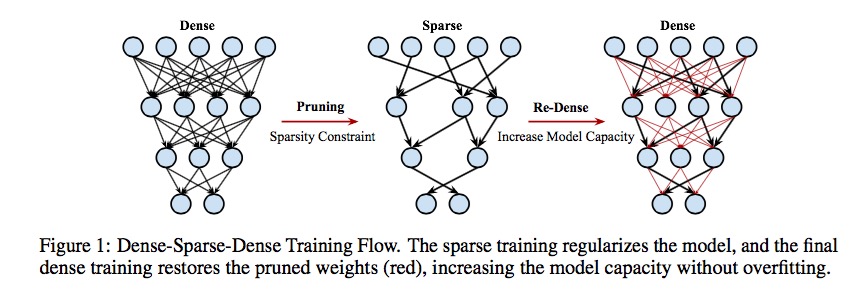 Dense
Sparse
Dense
Pruning
Sparsity Constraint
Re-Dense
Increase Model Capacity
Figure 1: Dense-Sparse-Dense Training Flow. The sparse training regularizes the model, and the final
dense training restores the pruned weights (red), increasing the model capacity without overfitting.